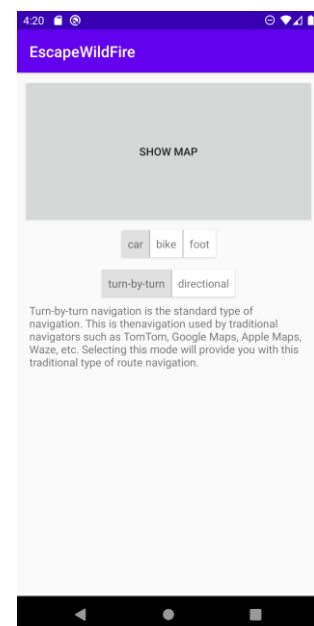 4:20
EscapeWildFire
SHOW MAP
car bike foot
turn-by-turn directional
Turn-by-turn navigation is the standard type of
navigation. This is thenavigation used by traditional
navigators such as TomTom, Google Maps, Apple Maps,
Waze, etc. Selecting this mode will provide you with this
traditional type of route navigation.